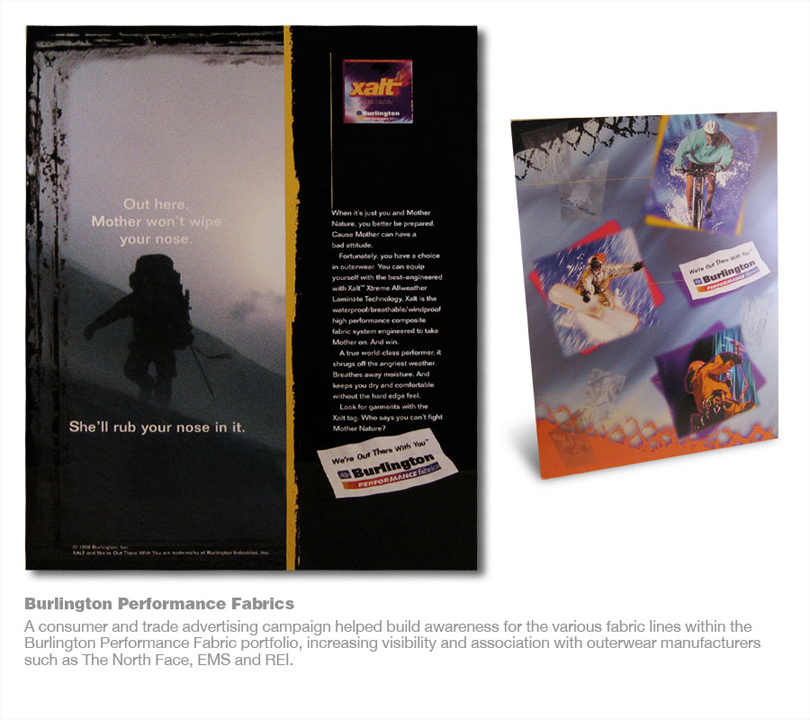 Out here,
Mother won't wipe
your nose.
She'll rub your nose in it.
© 1998 Burlington, Inc.
XALT and We're Out There With You are trademarks of Burlington Industries, Inc.
xalt
Burlington
When it's just you and Mother
Nature, you better be prepared.
Cause Mother can have a
bad attitude.
Fortunately, you have a choice
in outerwear. You can equip
yourself with the best–engineered
with Xalt™ Xtreme Allweather
Laminate Technology. Xalt is the
waterproof/breathable/windproof
high performance composite
fabric system engineered to take
Mother on. And win.
A true world-class performer, it
shrugs off the angriest weather.
Breathes away moisture. And
keeps you dry and comfortable
without the hard edge feel.
Look for garments with the
Xalt tag. Who says you can't fight
Mother Nature?
We're Out There With You™
Burlington
PERFORMANCE fabrics
We're Out There With You™
Burlington
PERFORMANCE fabrics
Burlington Performance Fabrics
A consumer and trade advertising campaign helped build awareness for the various fabric lines within the
Burlington Performance Fabric portfolio, increasing visibility and association with outerwear manufacturers
such as The North Face, EMS and REI.